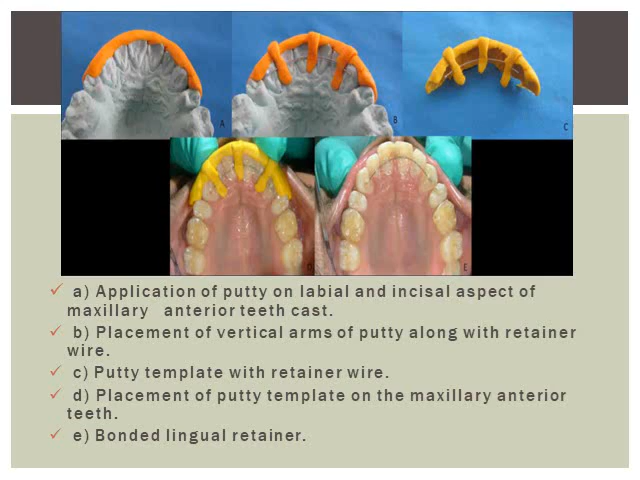 A
B
C
D
E
a) Application of putty on labial and incisal aspect of
maxillary anterior teeth cast.
b) Placement of vertical arms of putty along with retainer
wire.
c) Putty template with retainer wire.
d) Placement of putty template on the maxillary anterior
teeth.
e) Bonded lingual retainer.